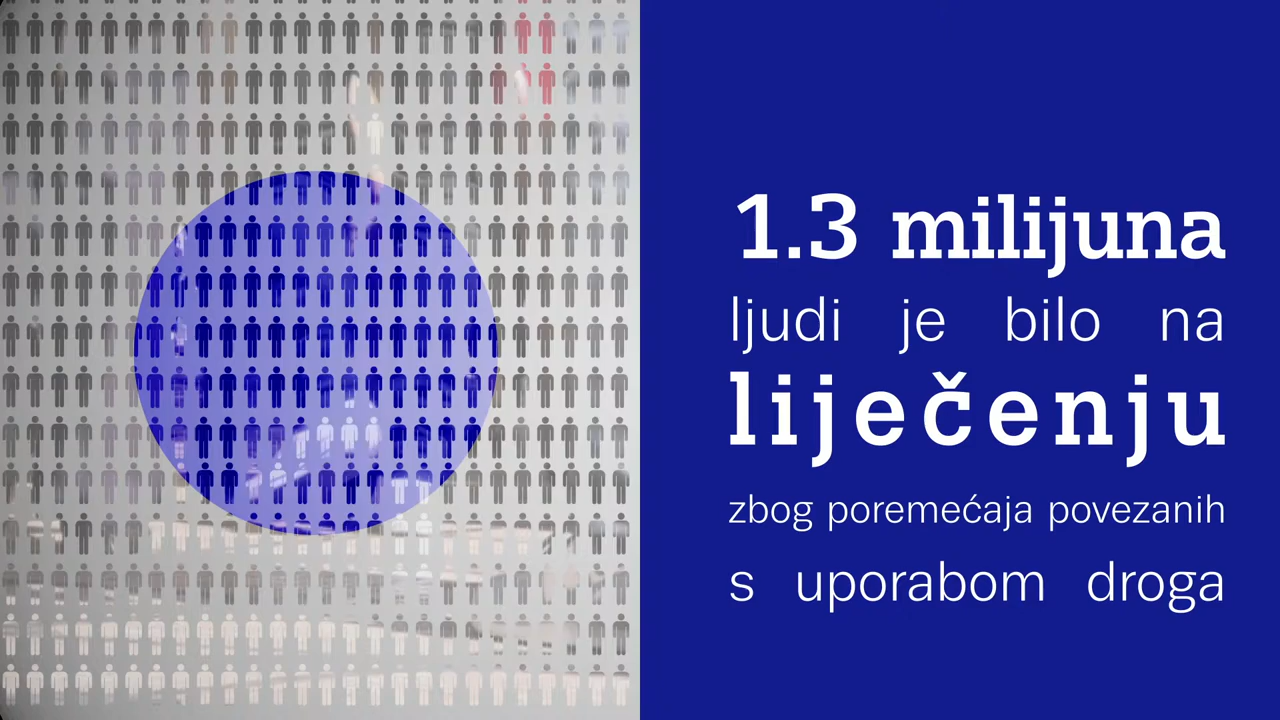 1.3 milijuna
ljudi je bilo na
liječenju
zbog poremećaja povezanih
s uporabom droga